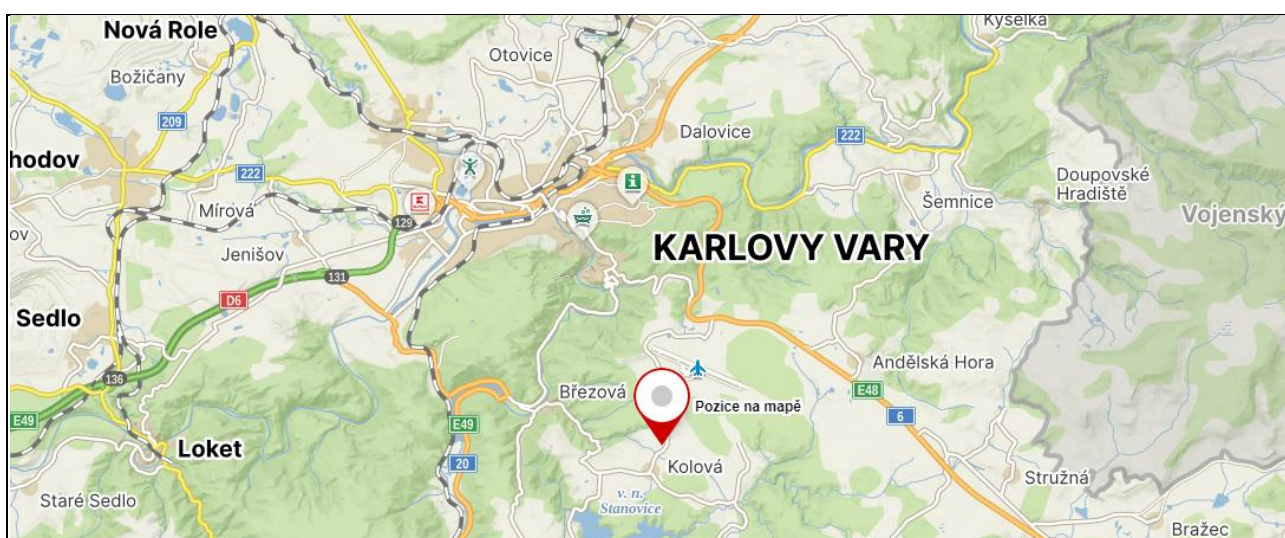 Kyselka
Nová Role
Otovice
Božičany
209
Dalovice
222
hodov
222
Doupovské
Hradiště
Mírová
129
Šemnice
Vojenský
ov
Jenišov
KARLOVY VARY
131
D6
Sedlo
Andělská Hora
136
Březová
E48
Pozice na mapě
6
E49
E49
Loket
20
Kolová
Stružná
Staré Sedlo
v. n.
Stanovice
Bražec